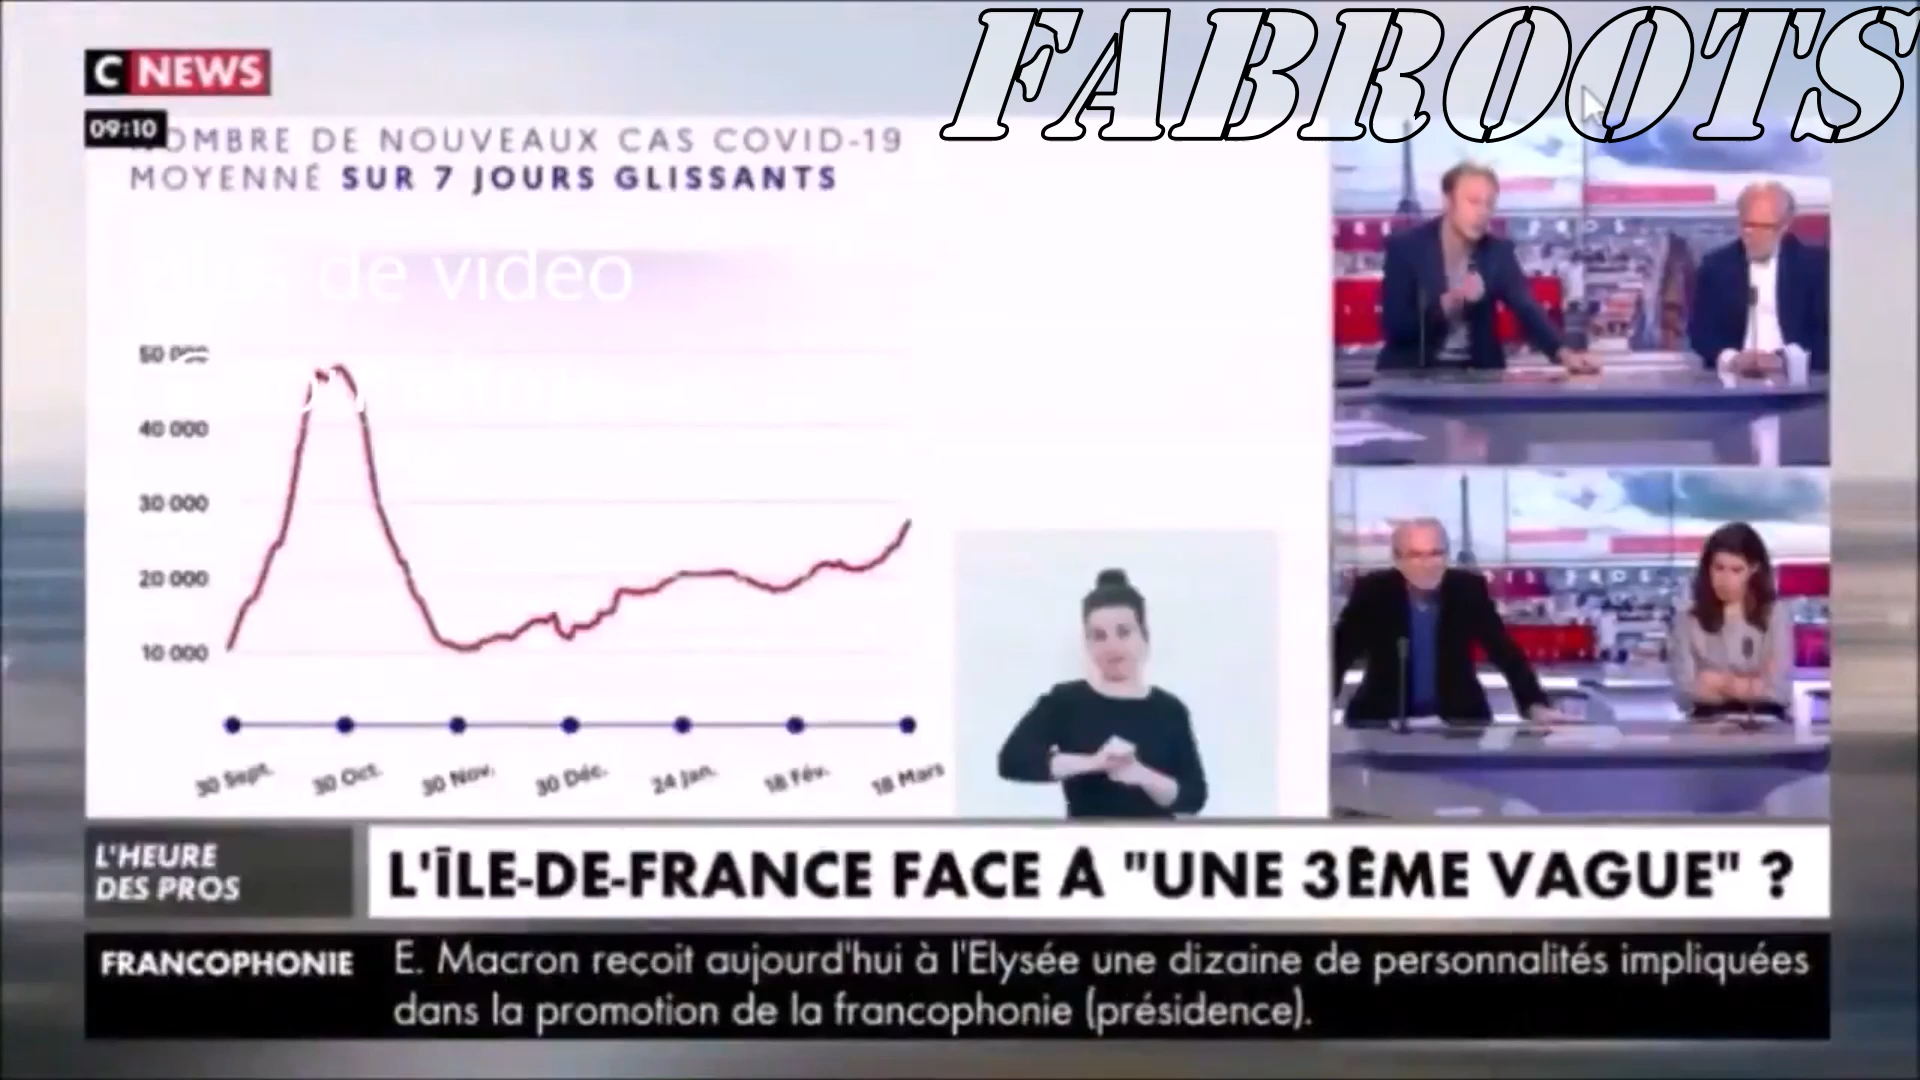 FABROOTS
C NEWS
09:10
NOMBRE DE NOUVEAUX CAS COVID-19
MOYENNÉ SUR 7 JOURS GLISSANTS
de video
50 000
40 000
30 000
20 000
10 000
30 Sept.
30 Oct.
30 Nov.
30 Déc.
24 Jan.
18 Fév.
18 Mars
L'HEURE
DES PROS
L'ÎLE-DE-FRANCE FACE À "UNE 3ÈME VAGUE" ?
FRANCOPHONIE
E. Macron reçoit aujourd'hui à l'Elysée une dizaine de personnalités impliquées
dans la promotion de la francophonie (présidence).